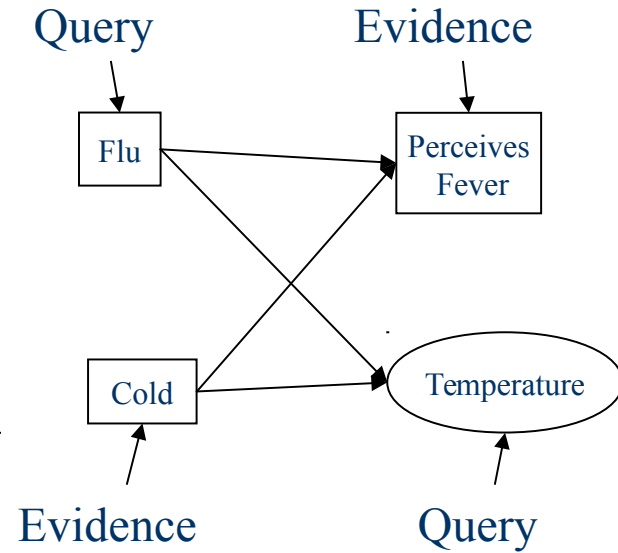 Query
Evidence
Flu
Perceives
Fever
Cold
Temperature
Evidence
Query